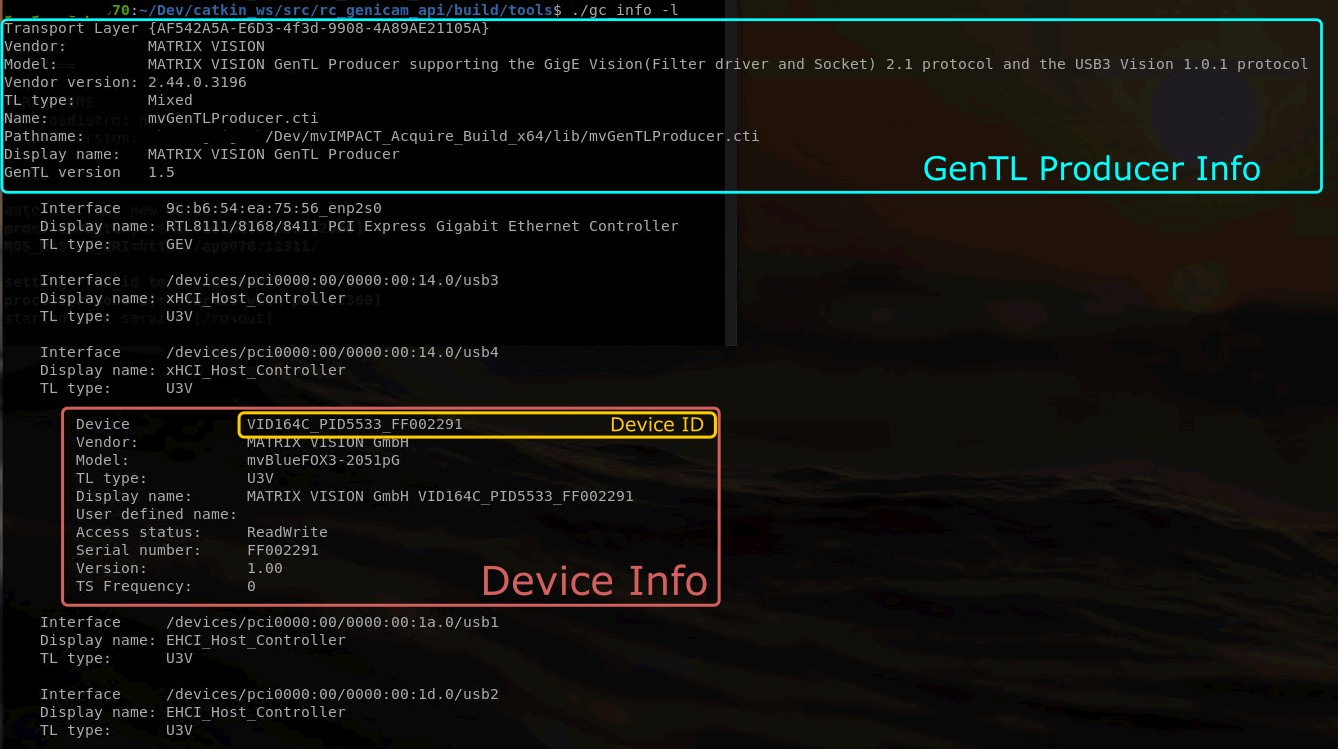 70:~/Dev/catkin_ws/src/rc_genicam_api/build/tools$ ./gc info -l
Transport Layer {AF542A5A-E6D3-4f3d-9908-4A89AE21105A}
Vendor: MATRIX VISION
Model: MATRIX VISION GenTL Producer supporting the GigE Vision(Filter driver and Socket) 2.1 protocol and the USB3 Vision 1.0.1 protocol
Vendor version: 2.44.0.3196
TL type: Mixed
Name: mvGenTLProducer.cti
Pathname: /Dev/mvIMPACT_Acquire_Build_x64/lib/mvGenTLProducer.cti
Display name: MATRIX VISION GenTL Producer
GenTL version 1.5
GenTL Producer Info
Interface 9c:b6:54:ea:75:56_enp2s0
Display name: RTL8111/8168/8411 PCI Express Gigabit Ethernet Controller
TL type: GEV
Interface /devices/pci0000:00/0000:00:14.0/usb3
Display name: xHCI_Host_Controller
TL type: U3V
Interface /devices/pci0000:00/0000:00:14.0/usb4
Display name: xHCI_Host_Controller
TL type: U3V
Device VID164C_PID5533_FF002291 Device ID
Vendor: MATRIX VISION GmbH
Model: mvBlueFOX3-2051pG
TL type: U3V
Display name: MATRIX VISION GmbH VID164C_PID5533_FF002291
User defined name:
Access status: ReadWrite
Serial number: FF002291
Version: 1.00
TS Frequency: 0
Device Info
Interface /devices/pci0000:00/0000:00:1a.0/usb1
Display name: EHCI_Host_Controller
TL type: U3V
Interface /devices/pci0000:00/0000:00:1d.0/usb2
Display name: EHCI_Host_Controller
TL type: U3V